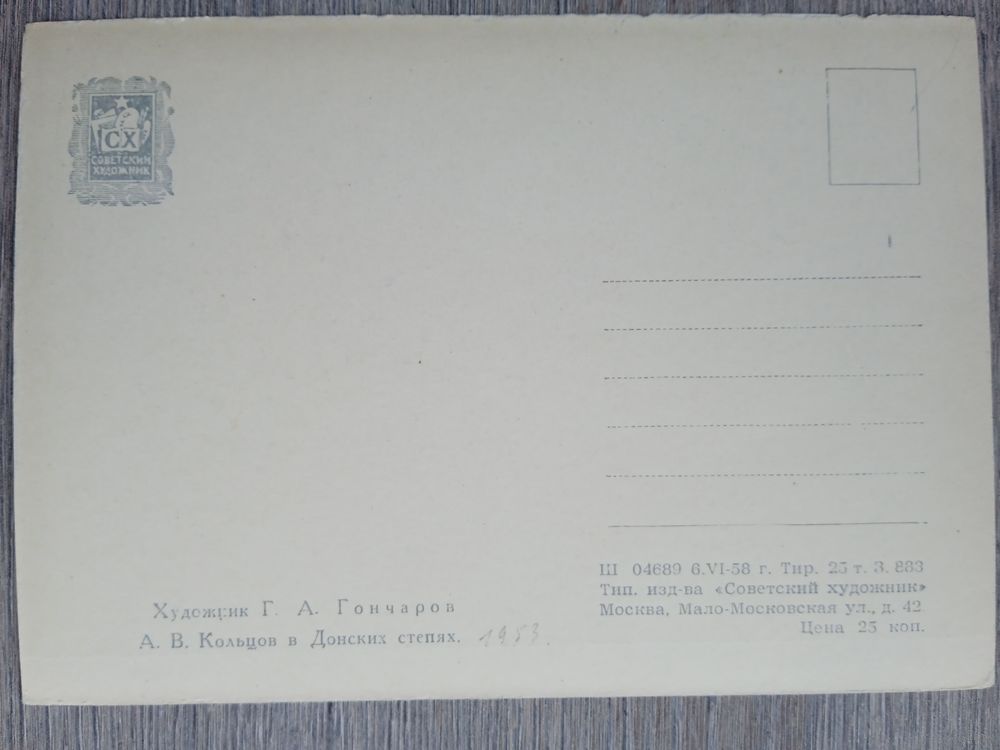 СХ
СОВЕТСКИЙ
ХУДОЖНИК
Ш 04689 6.VI-58 г. Тир. 25 т. З. 883
Тип. изд-ва «Советский художник»
Москва, Мало-Московская ул., д. 42
Цена 25 коп.
Художник Г. А. Гончаров
А. В. Кольцов в Донских степях. 1953.